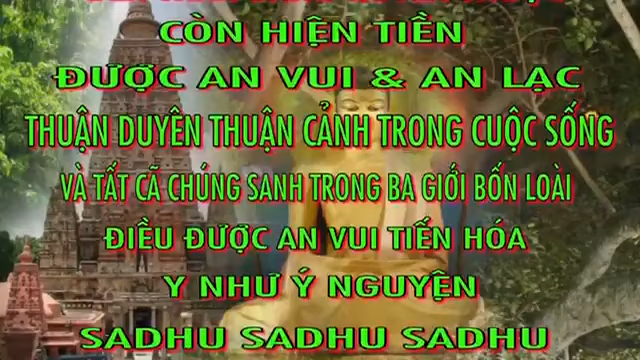 CÒN HIỆN TIỀN
ĐƯỢC AN VUI & AN LẠC
THUẬN DUYÊN THUẬN CẢNH TRONG CUỘC SỐNG
VÀ TẤT CÃ CHÚNG SANH TRONG BA GIỚI BỐN LOÀI
ĐIỀU ĐƯỢC AN VUI TIẾN HÓA
Y NHƯ Ý NGUYỆN
SADHU SADHU SADHU